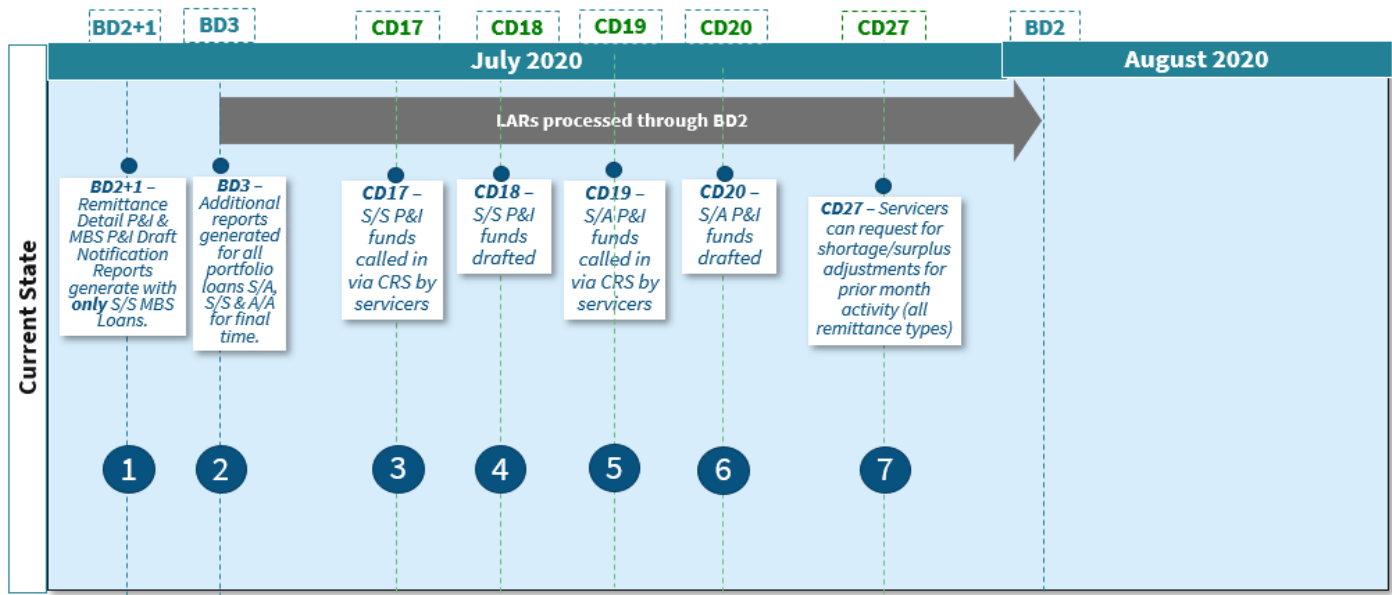 BD2+1
BD3
CD17
CD18
CD19
CD20
CD27
BD2
July 2020
August 2020
Current State
LARs processed through BD2
BD2+1 –
Remittance
Detail P&I &
MBS P&I Draft
Notification
Reports
generate with
only S/S MBS
Loans.
BD3 –
Additional
reports
generated
for all
portfolio
loans S/A,
S/S & A/A
for final
time.
CD17 –
S/S P&I
funds
called in
via CRS by
servicers
CD18 –
S/S P&I
funds
drafted
CD19 –
S/A P&I
funds
called in
via CRS by
servicers
CD20 –
S/A P&I
funds
drafted
CD27 – Servicers
can request for
shortage/surplus
adjustments for
prior month
activity (all
remittance types)
1
2
3
4
5
6
7